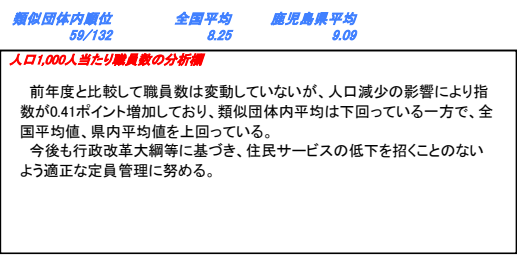 類似団体内順位 全国平均 鹿児島県平均
59/132 8.25 9.09
人口1,000人当たり職員数の分析欄
前年度と比較して職員数は変動していないが、人口減少の影響により指
数が0.41ポイント増加しており、類似団体内平均は下回っている一方で、全
国平均値、県内平均値を上回っている。
今後も行政改革大綱等に基づき、住民サービスの低下を招くことのない
よう適正な定員管理に努める。